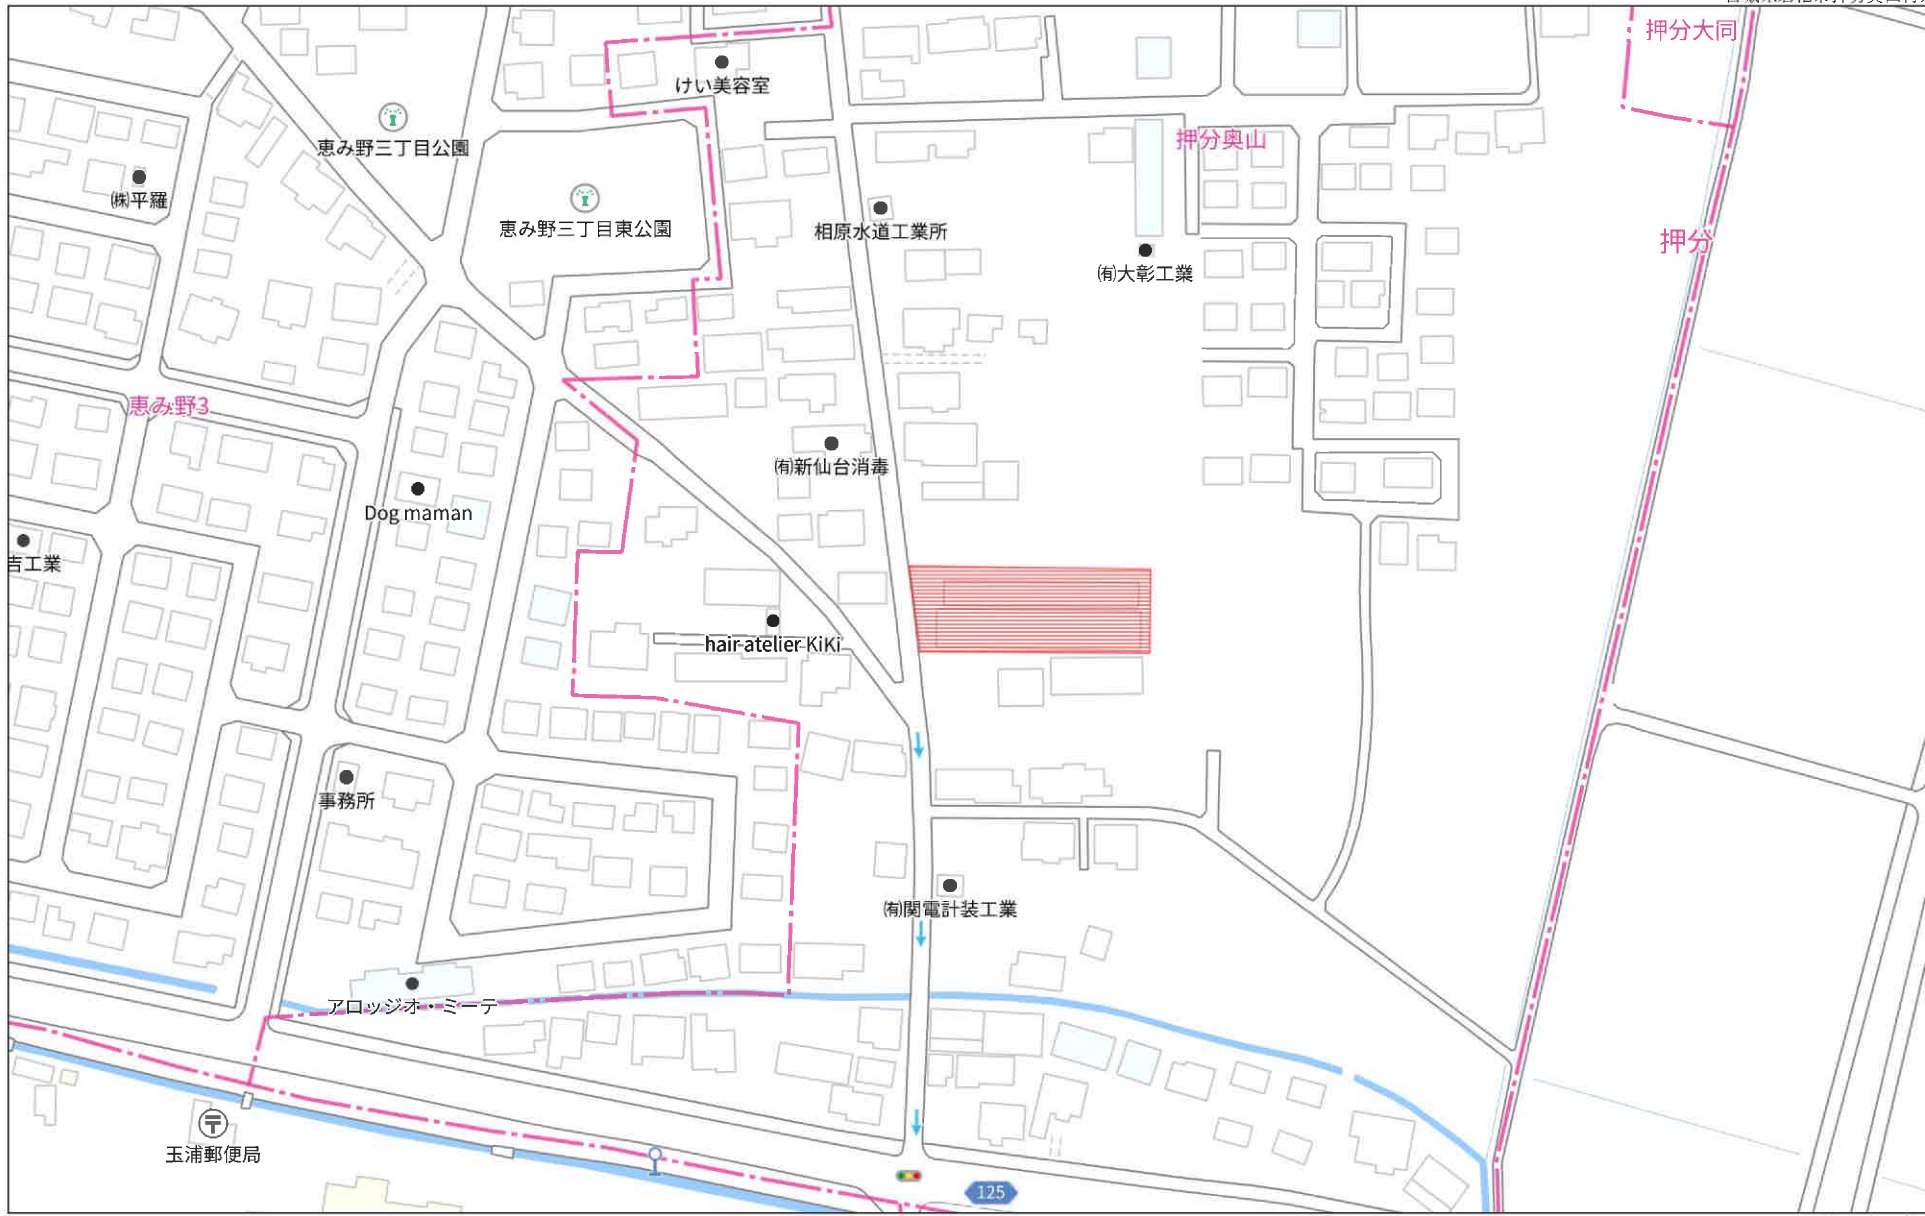 押分大同
けい美容室
恵み野三丁目公園
押分奥山
㈱平羅
恵み野三丁目東公園
相原水道工業所
押分
㈲大彰工業
恵み野3
㈲新仙台消毒
Dog maman
吉工業
hair atelier KiKi
事務所
㈲関電計装工業
アロッジオ・ミーテ
玉浦郵便局
125